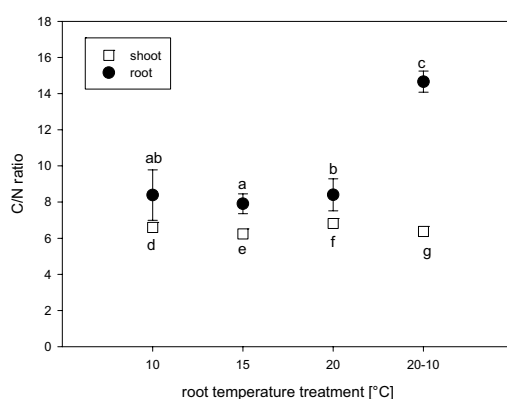 18
16
14
12
10
8
6
4
2
0
C/N ratio
shoot
root
ab
a
b
c
d
e
f
g
10 15 20 20-10
root temperature treatment [°C]